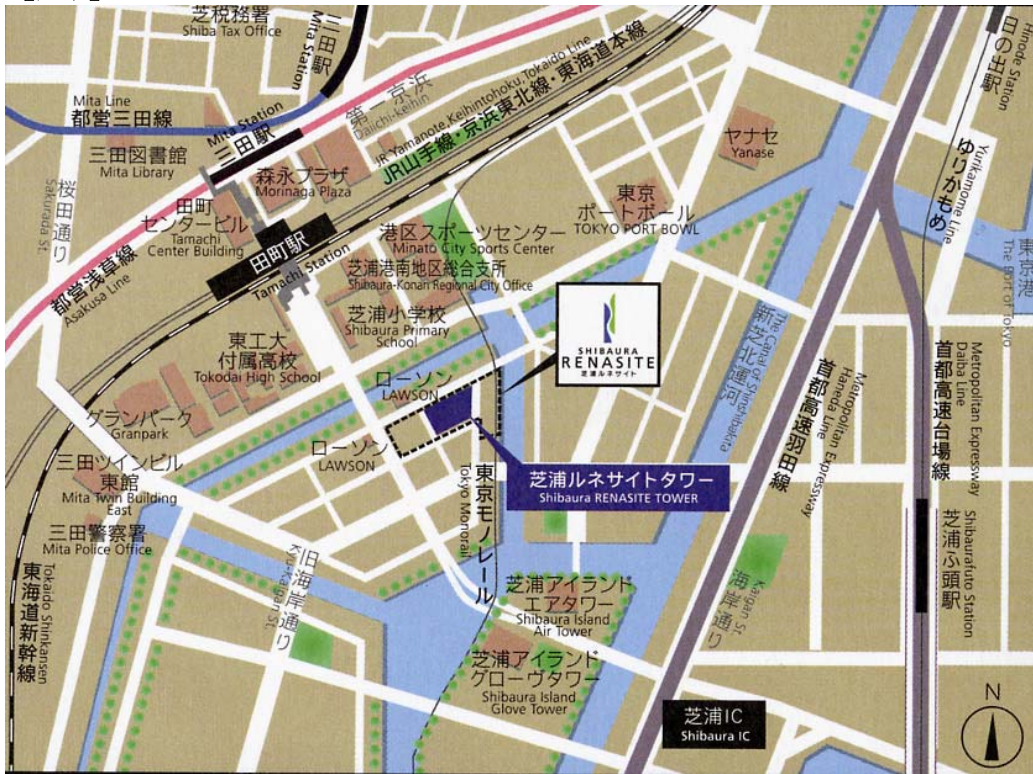 芝税務署
Shiba Tax Office
三田駅
Mita Station
日の出駅
Hinode Station
Mita Line
都営三田線
Mita Station
三田駅
第一京浜
Daiichi-Keihin
JR Yamanote Keihintohoku, Tokaido Line
JR山手線・京浜東北線・東海道本線
ヤナセ
Yanase
ゆりかもめ
Yurikamome Line
三田図書館
Mita Library
森永プラザ
Morinaga Plaza
桜田通り
Sakurada St.
田町
センタービル
Tamachi
Center Building
田町駅
Tamachi Station
東京
ポートボール
TOKYO PORT BOWL
港区スポーツセンター
Minato City Sports Center
東京港
The Port of Tokyo
都営浅草線
Asakusa Line
芝浦港南地区総合支所
Shibaura-Konan Regional City Office
芝浦小学校
Shibaura Primary
School
SHIBAURA
RENASITE
芝浦ルネサイト
The Canal of Shinshibakita
新芝北運河
東工大
付属高校
Tokodai High School
ローソン
LAWSON
Metropolitan Expressway
Haneda Line
首都高速羽田線
Metropolitan Expressway
Daiba Line
首都高速台場線
グランパーク
Granpark
ローソン
LAWSON
三田ツインビル
東館
Mita Twin Building
East
東京モノレール
Tokyo Monorail
芝浦ルネサイトタワー
Shibaura RENASITE TOWER
三田警察署
Mita Police Office
Shibaurafuto Station
芝浦ふ頭駅
東海道新幹線
Tokaido Shinkansen
旧海岸通り
Kyu-Kaigan St.
芝浦アイランド
エアタワー
Shibaura Island
Air Tower
海岸通り
Kaigan St.
芝浦アイランド
グローヴタワー
Shibaura Island
Glove Tower
芝浦IC
Shibaura IC
N